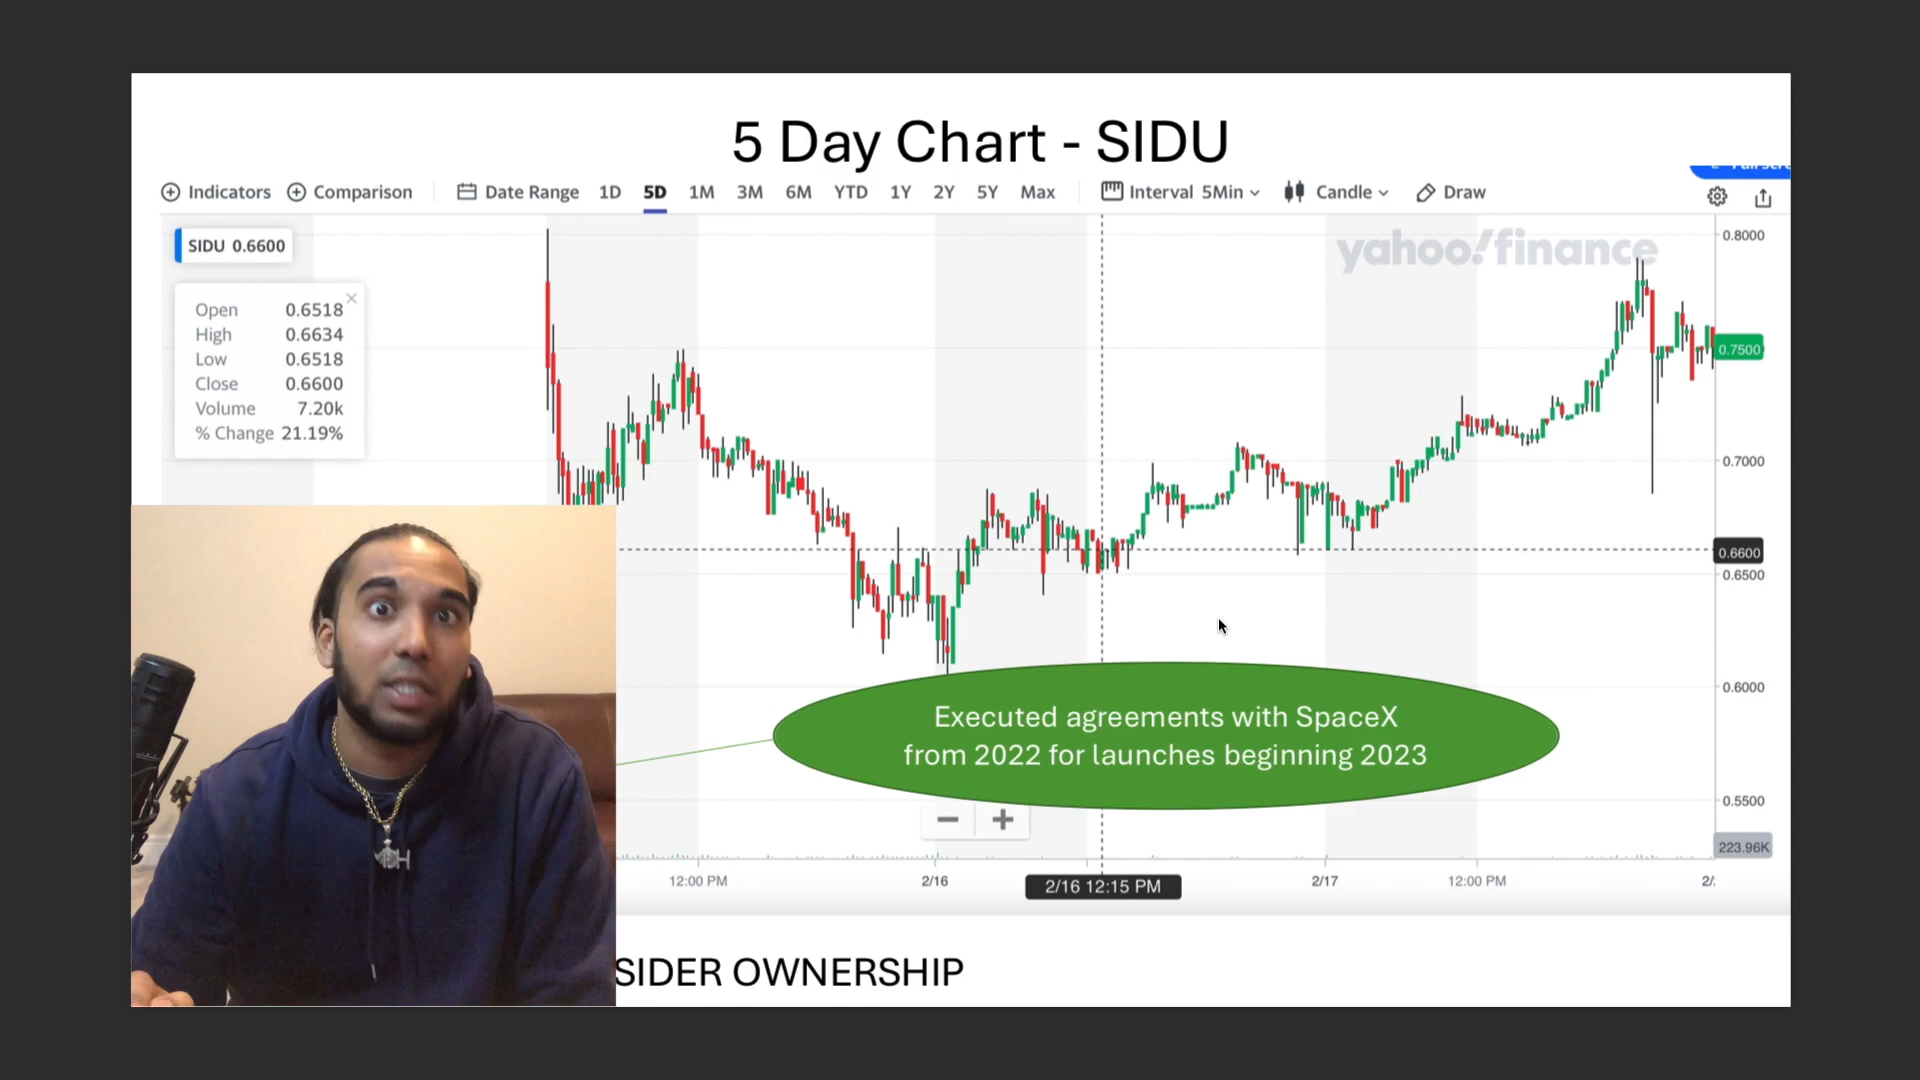 5 Day Chart - SIDU
Indicators Comparison Date Range 1D 5D 1M 3M 6M YTD 1Y 2Y 5Y Max Interval 5Min Candle Draw
SIDU 0.6600
yahoo!finance
Open 0.6518
High 0.6634
Low 0.6518
Close 0.6600
Volume 7.20k
% Change 21.19%
0.8000
0.7500
0.7000
0.6600
0.6500
0.6000
0.5500
223.96K
Executed agreements with SpaceX
from 2022 for launches beginning 2023
12:00 PM 2/16 2/16 12:15 PM 2/17 12:00 PM 2/
SIDER OWNERSHIP